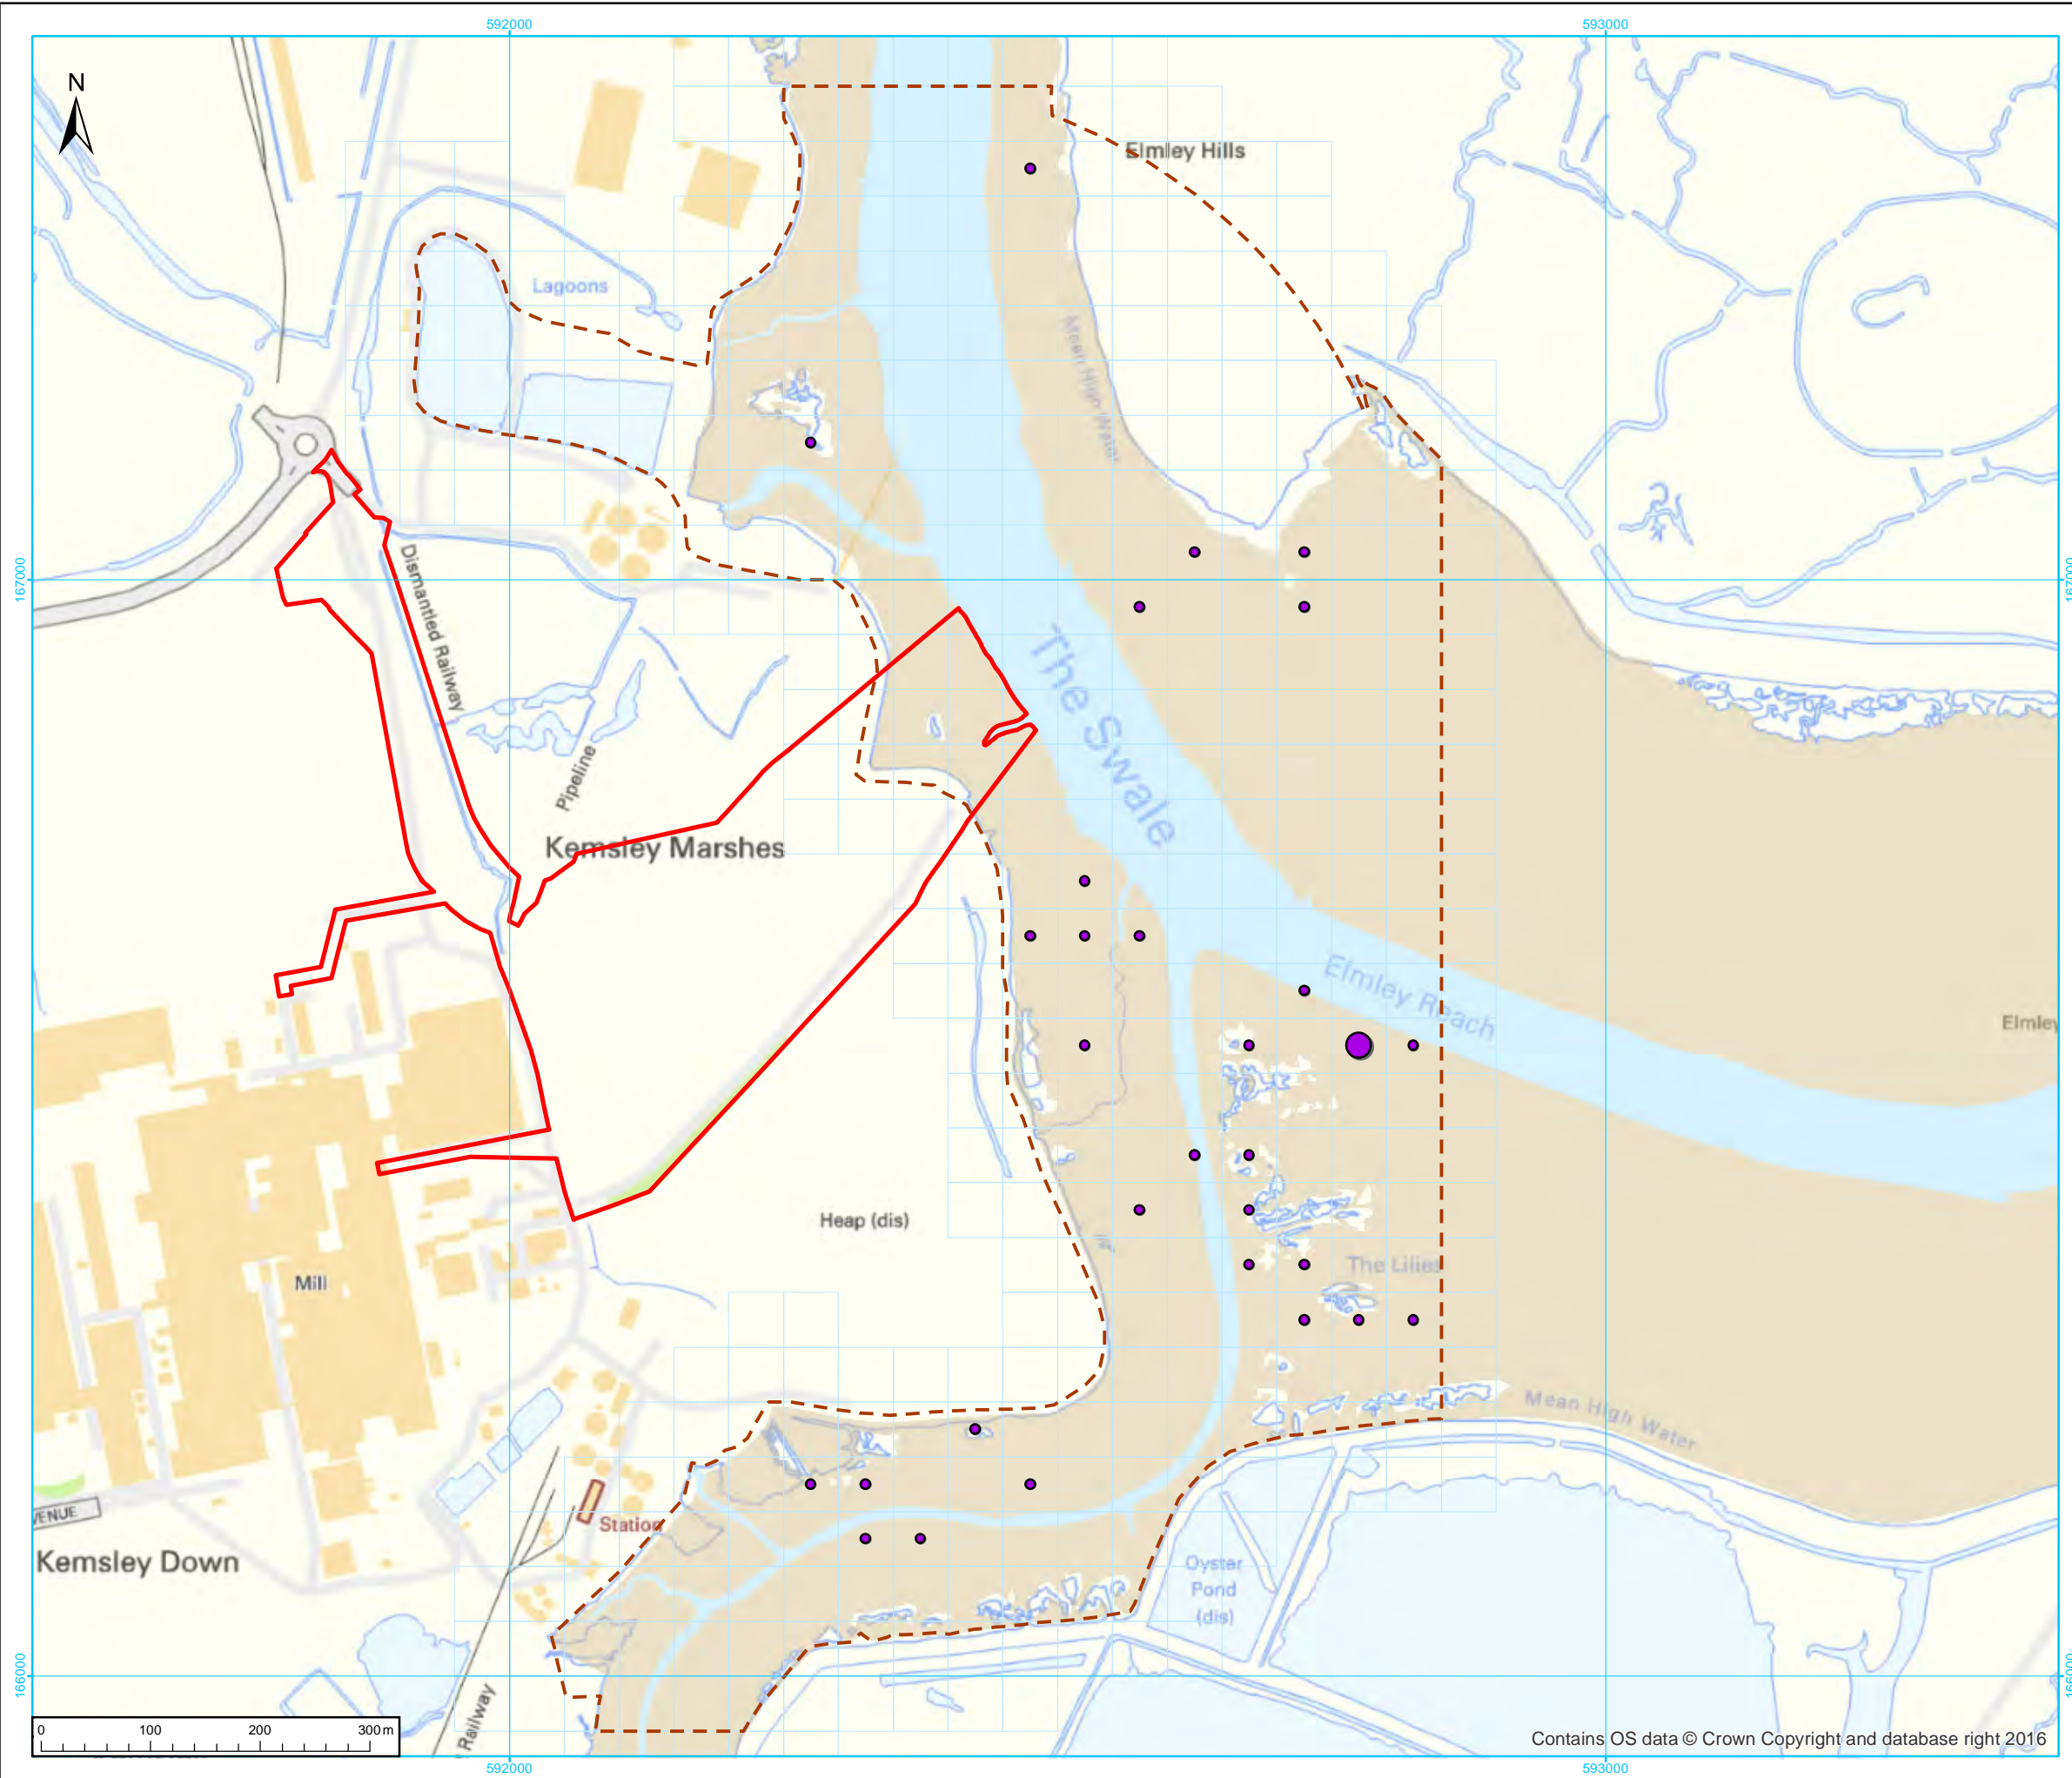 592000
593000
N
Elmley Hills
Lagoons
Mean High Water
167000
167000
Dismantled Railway
The Swale
Pipeline
Kemsley Marshes
Elmley Reach
Elmley
Heap (dis)
The Lilies
Mill
Mean High Water
VENUE
Station
Kemsley Down
Oyster
Pond
(dis)
166000
166000
Railway
0 100 200 300m
Contains OS data © Crown Copyright and database right 2016
592000
593000